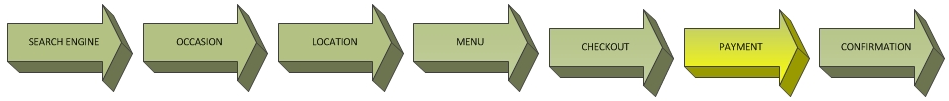 SEARCH ENGINE
OCCASION
LOCATION
MENU
CHECKOUT
PAYMENT
CONFIRMATION